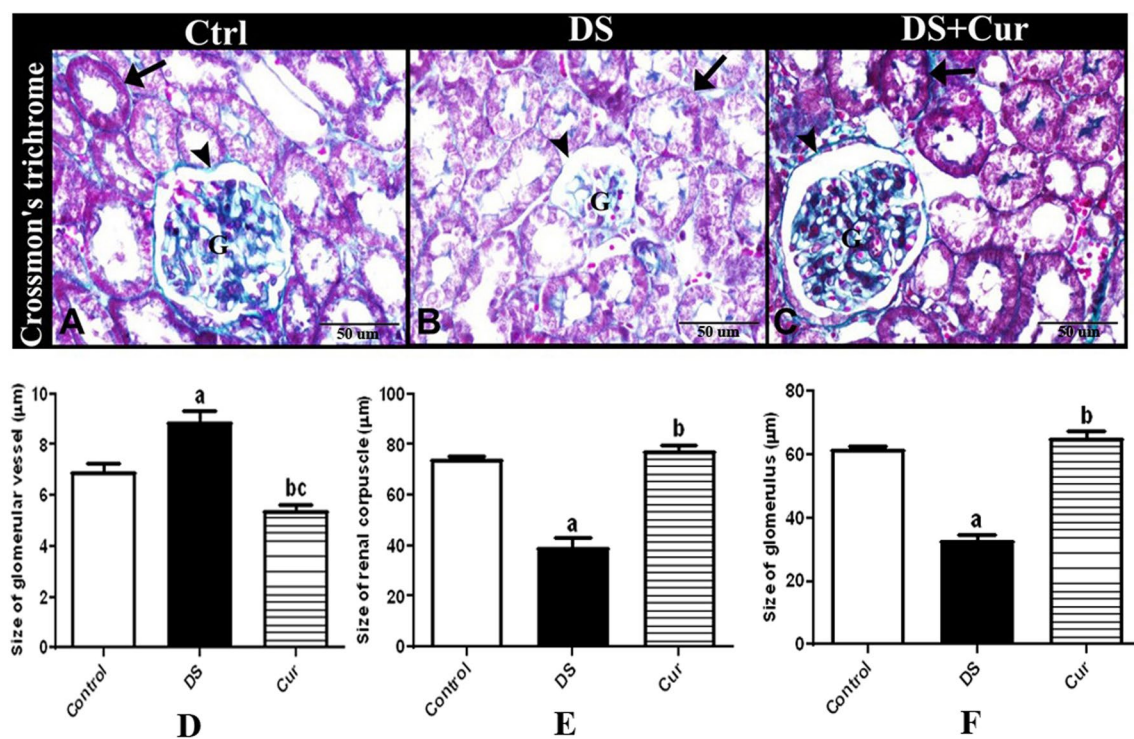 Ctrl
DS
DS+Cur
Crossmon's trichrome
G
A
50 um
G
B
50 um
G
C
50 um
Size of glomerular vessel (μm)
10
8
6
4
2
0
a
bc
Control
DS
Cur
D
Size of renal corpuscle (μm)
100
80
60
40
20
0
a
b
Control
DS
Cur
E
Size of glomerulus (μm)
80
60
40
20
0
a
b
Control
DS
Cur
F